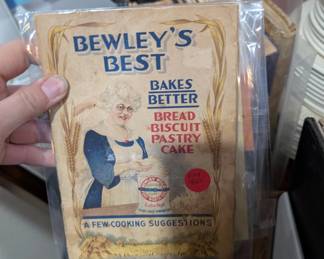 BEWLEY'S
BEST
BAKES
BETTER
BREAD
BISCUIT
PASTRY
CAKE
A FEW COOKING SUGGESTIONS